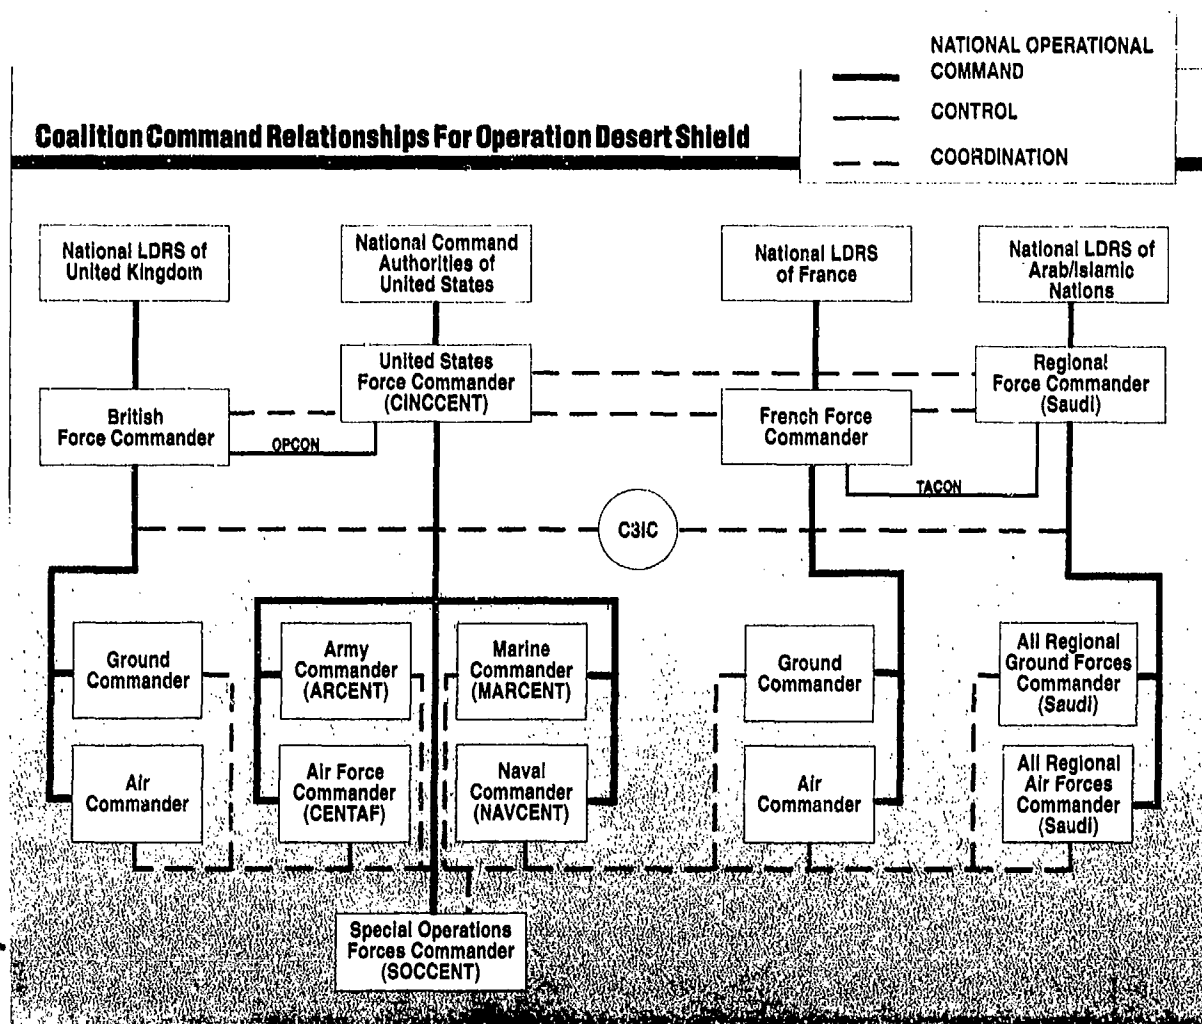 NATIONAL OPERATIONAL
COMMAND
CONTROL
COORDINATION
Coalition Command Relationships For Operation Desert Shield
National LDRS of
United Kingdom
National Command
Authorities of
United States
National LDRS
of France
National LDRS of
Arab/Islamic
Nations
United States
Force Commander
(CINCCENT)
Regional
Force Commander
(Saudi)
British
Force Commander
French Force
Commander
OPCON
TACON
C3IC
Ground
Commander
Army
Commander
(ARCENT)
Marine
Commander
(MARCENT)
Ground
Commander
All Regional
Ground Forces
Commander
(Saudi)
Air
Commander
Air Force
Commander
(CENTAF)
Naval
Commander
(NAVCENT)
Air
Commander
All Regional
Air Forces
Commander
(Saudi)
Special Operations
Forces Commander
(SOCCENT)